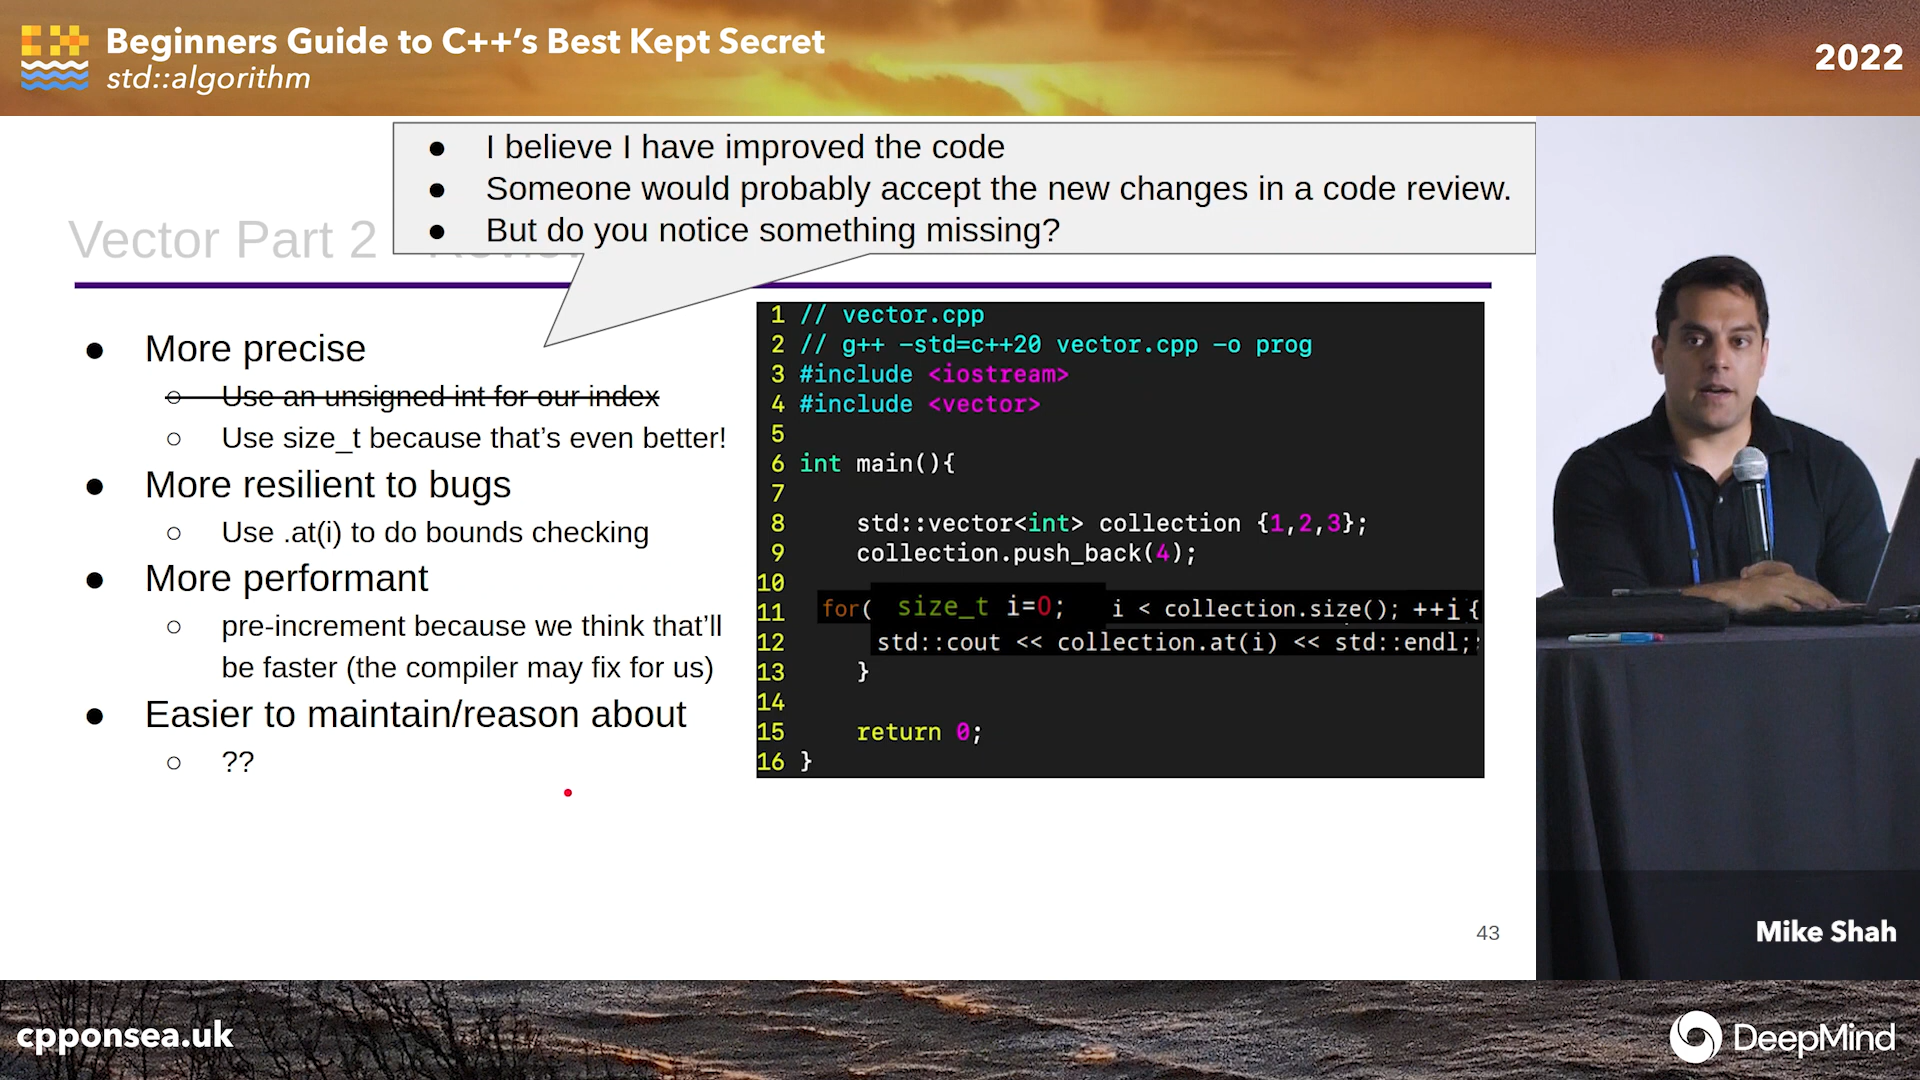 Beginners Guide to C++’s Best Kept Secret
std::algorithm
2022
● I believe I have improved the code
● Someone would probably accept the new changes in a code review.
● But do you notice something missing?
Vector Part 2
● More precise
○ Use an unsigned int for our index
○ Use size_t because that’s even better!
● More resilient to bugs
○ Use .at(i) to do bounds checking
● More performant
○ pre-increment because we think that’ll
be faster (the compiler may fix for us)
● Easier to maintain/reason about
○ ??
1 // vector.cpp
2 // g++ -std=c++20 vector.cpp -o prog
3 #include <iostream>
4 #include <vector>
5
6 int main(){
7
8 std::vector<int> collection {1,2,3};
9 collection.push_back(4);
10
11 for( size_t i=0; i < collection.size(); ++i{
12 std::cout << collection.at(i) << std::endl;
13 }
14
15 return 0;
16 }
43
Mike Shah
cpponsea.uk
DeepMind